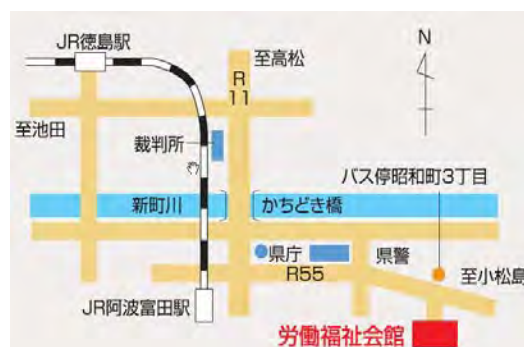 JR徳島駅
至高松
N
R
11
至池田
裁判所
バス停昭和町3丁目
新町川
かちどき橋
県庁
県警
R55
至小松島
JR阿波富田駅
労働福祉会館